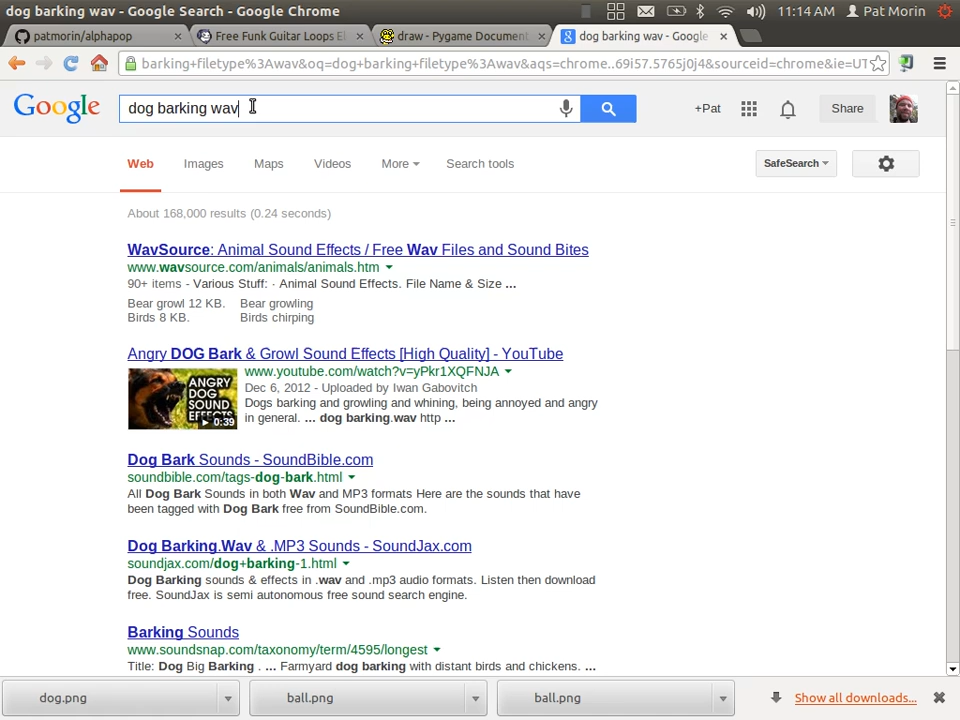 dog barking wav - Google Search - Google Chrome
11:14 AM Pat Morin
patmorin/alphapop
Free Funk Guitar Loops El
draw - Pygame Document
dog barking wav - Google
barking+filetype%3Awav&oq=dog+barking+filetype%3Awav&aqs=chrome..69i57.5765j0j4&sourceid=chrome&ie=UT
Google
dog barking wav
+Pat
Share
Web Images Maps Videos More Search tools
SafeSearch
About 168,000 results (0.24 seconds)
WavSource: Animal Sound Effects / Free Wav Files and Sound Bites
www.wavsource.com/animals/animals.htm
90+ items - Various Stuff: · Animal Sound Effects. File Name & Size ...
Bear growl 12 KB. Bear growling
Birds 8 KB. Birds chirping
Angry DOG Bark & Growl Sound Effects [High Quality] - YouTube
www.youtube.com/watch?v=yPkr1XQFNJA
Dec 6, 2012 - Uploaded by Iwan Gabovitch
Dogs barking and growling and whining, being annoyed and angry
in general. ... dog barking.wav http ...
ANGRY
DOG
SOUND
EFFECTS
0:39
Dog Bark Sounds - SoundBible.com
soundbible.com/tags-dog-bark.html
All Dog Bark Sounds in both Wav and MP3 formats Here are the sounds that have
been tagged with Dog Bark free from SoundBible.com.
Dog Barking.Wav & .MP3 Sounds - SoundJax.com
soundjax.com/dog+barking-1.html
Dog Barking sounds & effects in .wav and .mp3 audio formats. Listen then download
free. SoundJax is semi autonomous free sound search engine.
Barking Sounds
www.soundsnap.com/taxonomy/term/4595/longest
Title: Dog Big Barking . ... Farmyard dog barking with distant birds and chickens. ...
dog.png
ball.png
ball.png
Show all downloads...